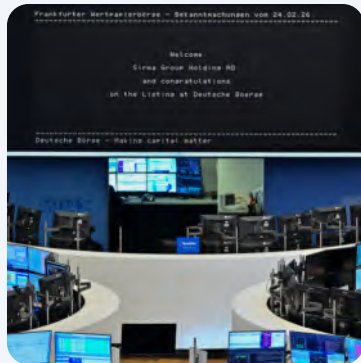 Frankfurter Wertpapierbörse - Bekanntmachungen vom 24.02.26
Welcome
Girma Group Holding AG
and congratulations
on the Listing at Deutsche Boerse
Deutsche Börse - Making capital matter